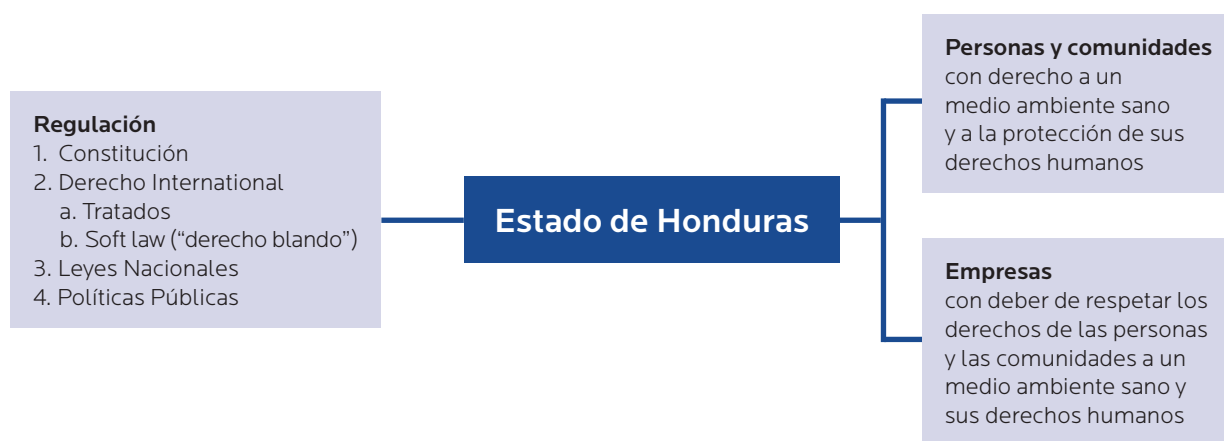 Regulación
1. Constitución
2. Derecho International
a. Tratados
b. Soft law (“derecho blando”)
3. Leyes Nacionales
4. Políticas Públicas
Estado de Honduras
Personas y comunidades
con derecho a un
medio ambiente sano
y a la protección de sus
derechos humanos
Empresas
con deber de respetar los
derechos de las personas
y las comunidades a un
medio ambiente sano y
sus derechos humanos